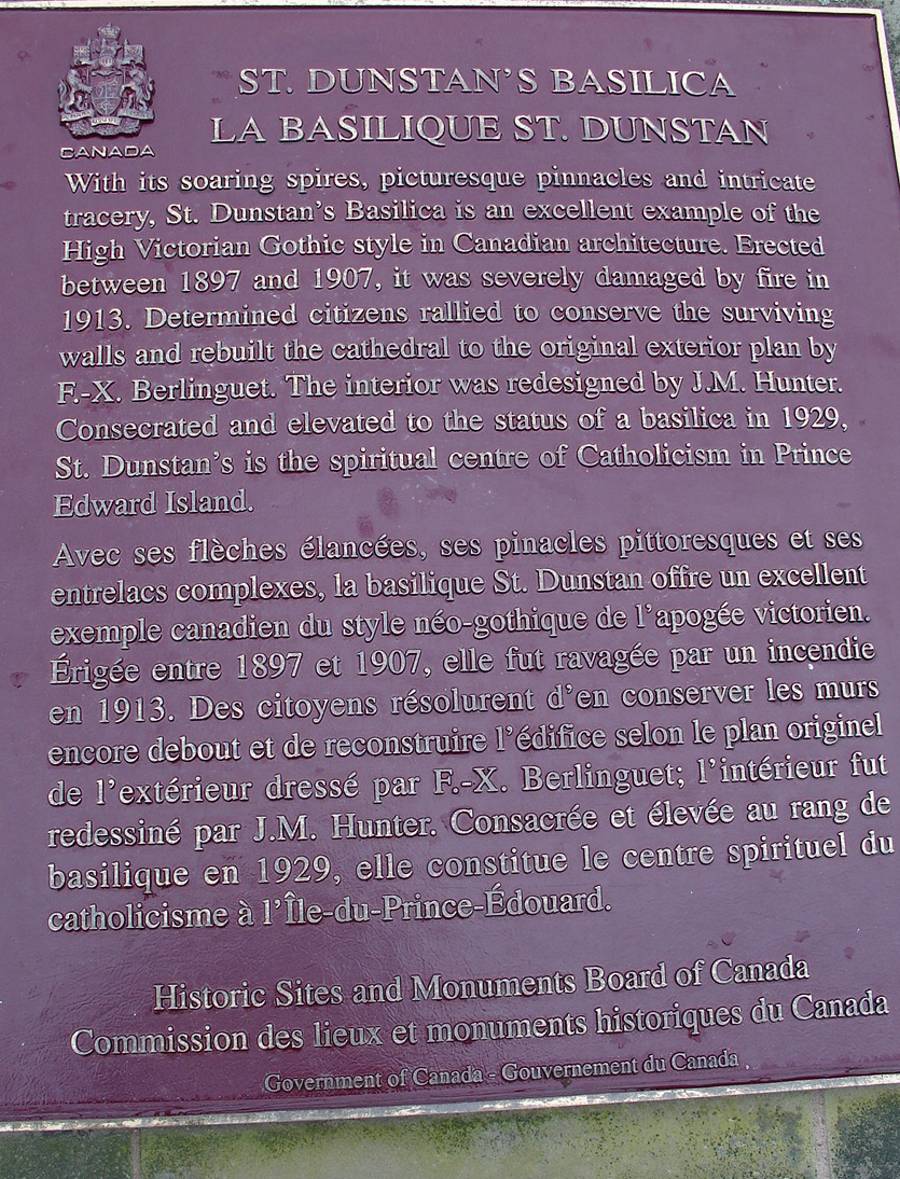 CANADA
ST. DUNSTAN'S BASILICA
LA BASILIQUE ST. DUNSTAN
With its soaring spires, picturesque pinnacles and intricate
tracery, St. Dunstan's Basilica is an excellent example of the
High Victorian Gothic style in Canadian architecture. Erected
between 1897 and 1907, it was severely damaged by fire in
1913. Determined citizens rallied to conserve the surviving
walls and rebuilt the cathedral to the original exterior plan by
F.-X. Berlinguet. The interior was redesigned by J.M. Hunter.
Consecrated and elevated to the status of a basilica in 1929,
St. Dunstan's is the spiritual centre of Catholicism in Prince
Edward Island.
Avec ses flèches élancées, ses pinacles pittoresques et ses
entrelacs complexes, la basilique St. Dunstan offre un excellent
exemple canadien du style néo-gothique de l'apogée victorien.
Érigée entre 1897 et 1907, elle fut ravagée par un incendie
en 1913. Des citoyens résolurent d'en conserver les murs
encore debout et de reconstruire l'édifice selon le plan originel
de l'extérieur dressé par F.-X. Berlinguet; l'intérieur fut
redessiné par J.M. Hunter. Consacrée et élevée au rang de
basilique en 1929, elle constitue le centre spirituel du
catholicisme à l'Île-du-Prince-Édouard.
Historic Sites and Monuments Board of Canada
Commission des lieux et monuments historiques du Canada
Government of Canada - Gouvernement du Canada